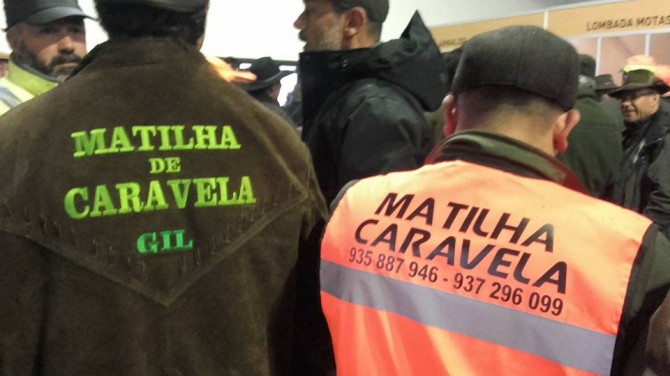 MATILHA
DE
CARAVELA
GIL
MATILHA
CARAVELA
935 887 946 - 937 296 099
LOMBADA MOTAS